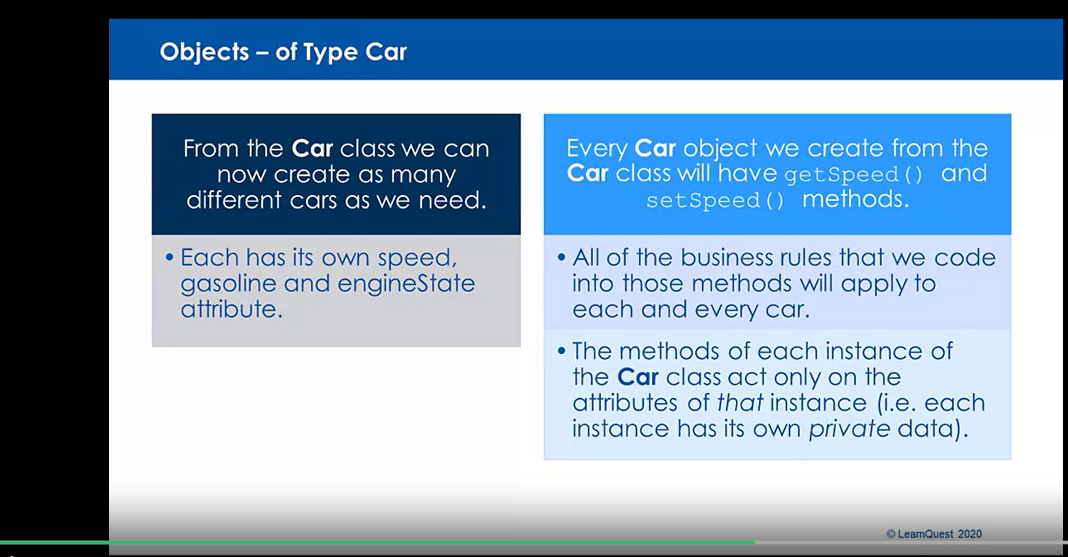 Objects – of Type Car
From the Car class we can
now create as many
different cars as we need.
• Each has its own speed,
gasoline and engineState
attribute.
Every Car object we create from the
Car class will have getSpeed() and
setSpeed() methods.
• All of the business rules that we code
into those methods will apply to
each and every car.
• The methods of each instance of
the Car class act only on the
attributes of that instance (i.e. each
instance has its own private data).
© LearnQuest 2020